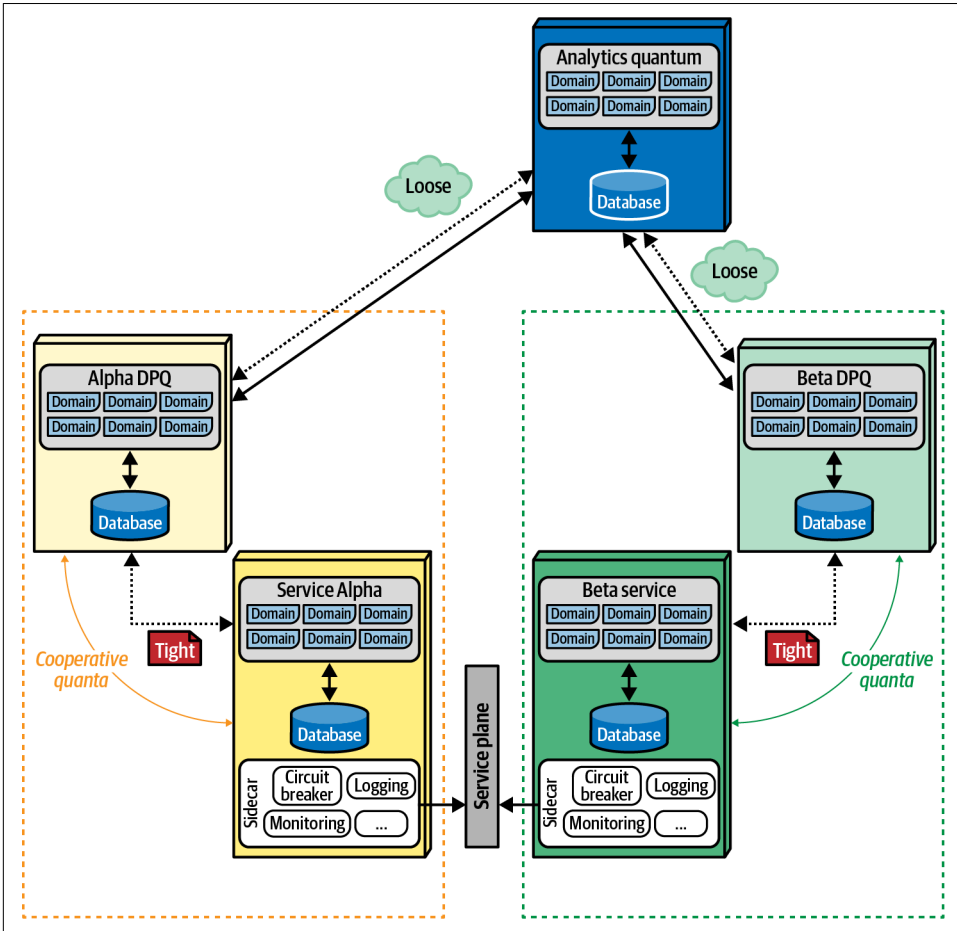 Analytics quantum
Domain Domain Domain
Domain Domain Domain
Database
Loose
Loose
Alpha DPQ
Domain Domain Domain
Domain Domain Domain
Database
Beta DPQ
Domain Domain Domain
Domain Domain Domain
Database
Tight
Cooperative
quanta
Service Alpha
Domain Domain Domain
Domain Domain Domain
Database
Sidecar
Circuit
breaker
Logging
Monitoring
...
Service plane
Beta service
Domain Domain Domain
Domain Domain Domain
Database
Sidecar
Circuit
breaker
Logging
Monitoring
...
Tight
Cooperative
quanta